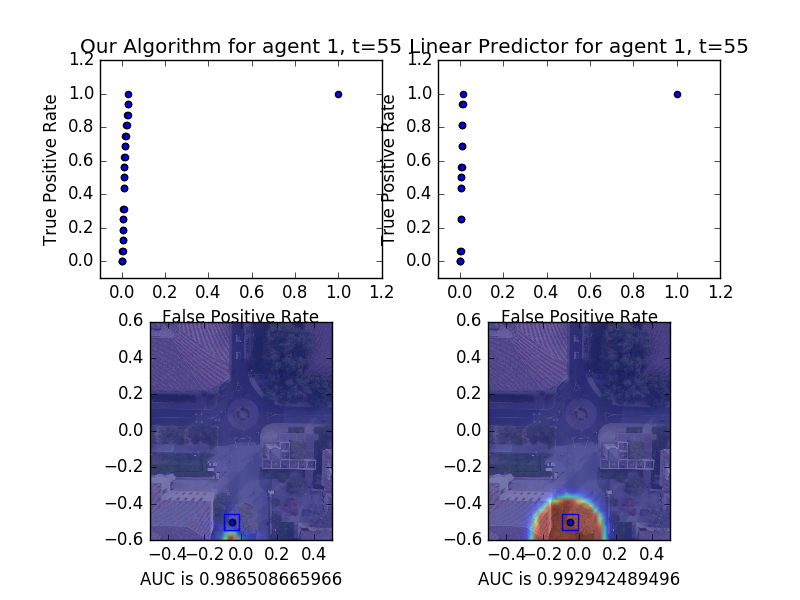 Our Algorithm for agent 1, t=55
Linear Predictor for agent 1, t=55
1.2
1.0
0.8
0.6
0.4
0.2
0.0
True Positive Rate
0.0 0.2 0.4 0.6 0.8 1.0 1.2
False Positive Rate
1.2
1.0
0.8
0.6
0.4
0.2
0.0
True Positive Rate
0.0 0.2 0.4 0.6 0.8 1.0 1.2
False Positive Rate
0.6
0.4
0.2
0.0
−0.2
−0.4
−0.6
−0.4 −0.2 0.0 0.2 0.4
AUC is 0.986508665966
0.6
0.4
0.2
0.0
−0.2
−0.4
−0.6
−0.4 −0.2 0.0 0.2 0.4
AUC is 0.992942489496